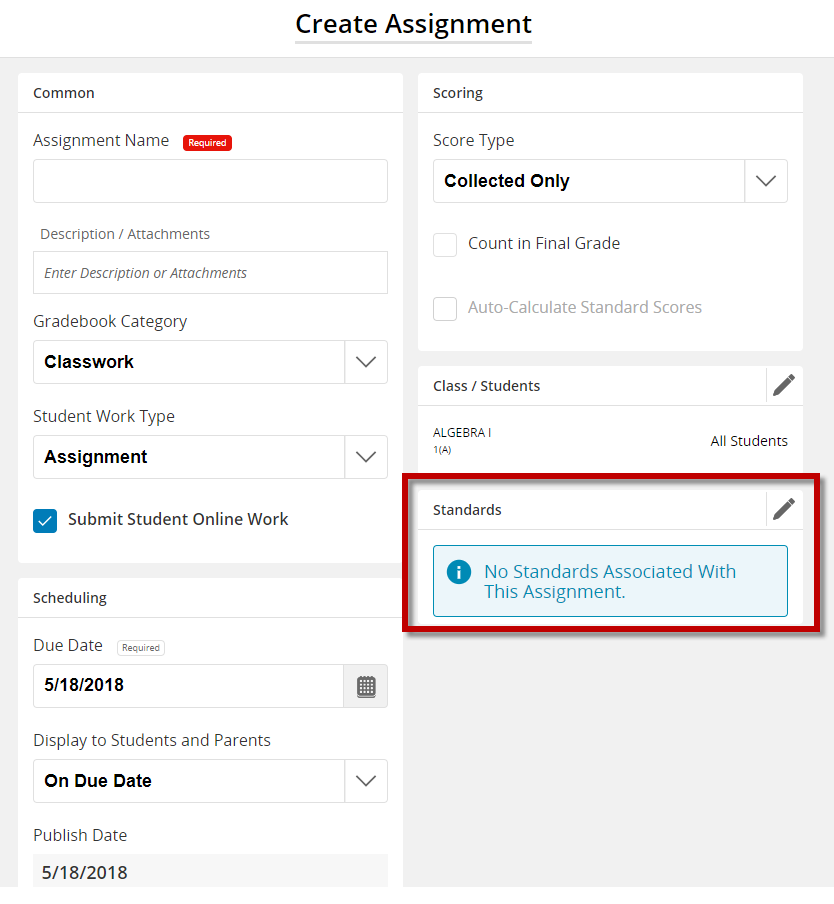 Create Assignment
Common
Assignment Name Required
Description / Attachments
Enter Description or Attachments
Gradebook Category
Classwork
Student Work Type
Assignment
Submit Student Online Work
Scheduling
Due Date Required
5/18/2018
Display to Students and Parents
On Due Date
Publish Date
5/18/2018
Scoring
Score Type
Collected Only
Count in Final Grade
Auto-Calculate Standard Scores
Class / Students
ALGEBRA I
1(A)
All Students
Standards
No Standards Associated With
This Assignment.